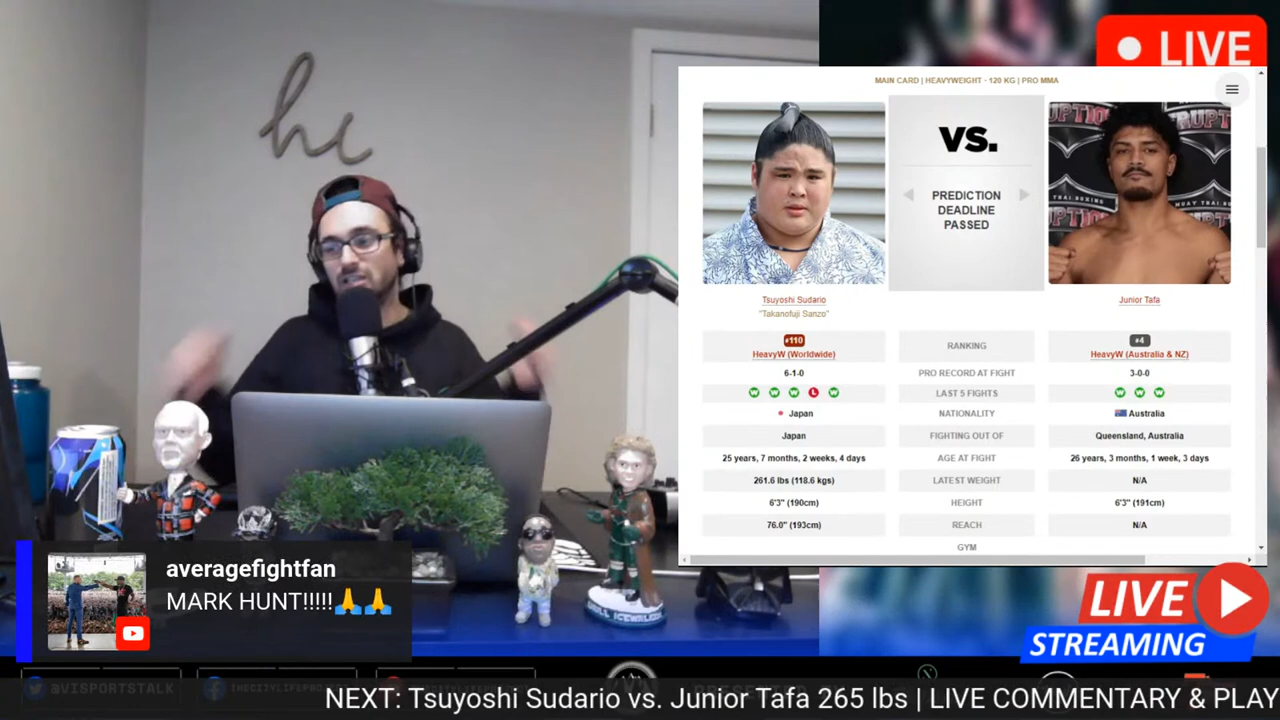 hi
LIVE
MAIN CARD | HEAVYWEIGHT · 120 KG | PRO MMA
VS.
PREDICTION
DEADLINE
PASSED
Tsuyoshi Sudario
"Takanofuji Sanzo"
Junior Tafa
#110
HeavyW (Worldwide)
RANKING
#4
HeavyW (Australia & NZ)
6-1-0
PRO RECORD AT FIGHT
3-0-0
W W W L W
LAST 5 FIGHTS
W W W
Japan
NATIONALITY
Australia
Japan
FIGHTING OUT OF
Queensland, Australia
25 years, 7 months, 2 weeks, 4 days
AGE AT FIGHT
26 years, 3 months, 1 week, 3 days
261.6 lbs (118.6 kgs)
LATEST WEIGHT
N/A
6'3" (190cm)
HEIGHT
6'3" (191cm)
76.0" (193cm)
REACH
N/A
GYM
averagefightfan
MARK HUNT!!!!!🙏🙏
LIVE
STREAMING
@VISPORTSTALK
NEXT: Tsuyoshi Sudario vs. Junior Tafa 265 lbs | LIVE COMMENTARY & PLAY